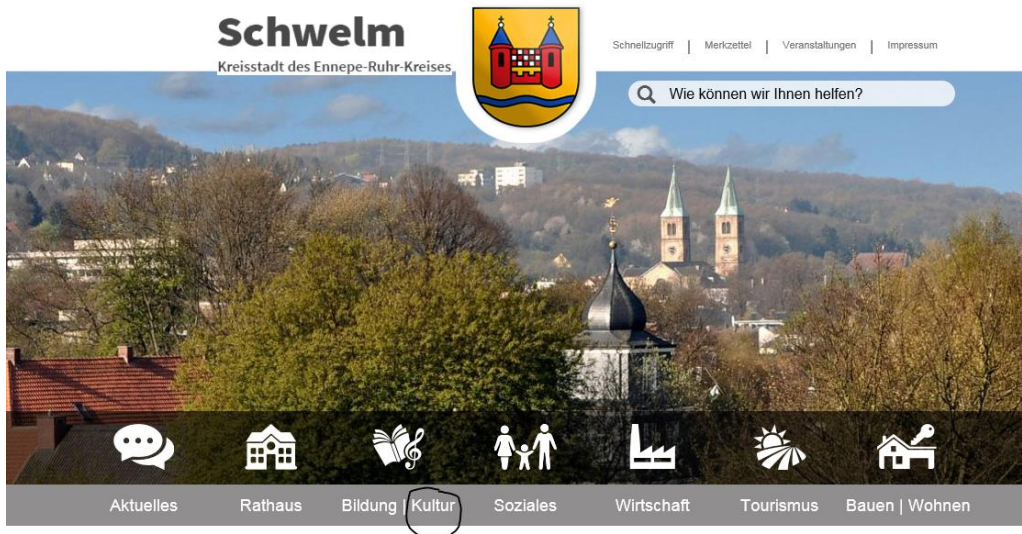 Schwelm
Kreisstadt des Ennepe-Ruhr-Kreises
Schnellzugriff | Merkzettel | Veranstaltungen | Impressum
Wie können wir Ihnen helfen?
Aktuelles Rathaus Bildung | Kultur Soziales Wirtschaft Tourismus Bauen | Wohnen